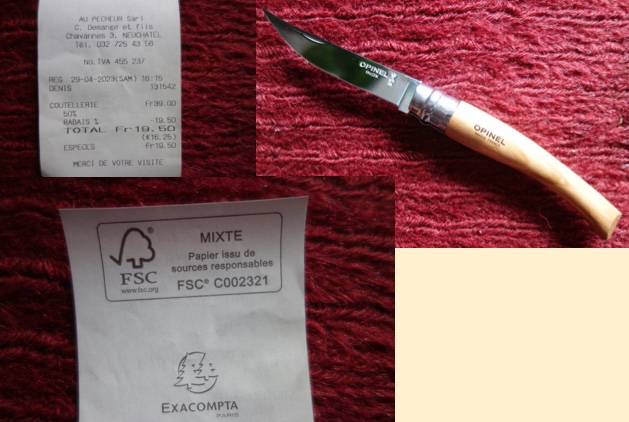 AU PECHEUR Sarl
C. Demange et fils
Chavannes 3, NEUCHATEL
Tél. 032 725 43 56
No.TVA 455 237
REG 29-04-2023(SAM) 16:15
DENIS 131542
COUTELLERIE Fr39.00
50%
RABAIS % -19.50
TOTAL Fr19.50
(€16.25)
ESPECES Fr19.50
MERCI DE VOTRE VISITE
OPINEL
INOX
OPINEL
FSC
www.fsc.org
MIXTE
Papier issu de
sources responsables
FSC® C002321
EXACOMPTA
PARIS